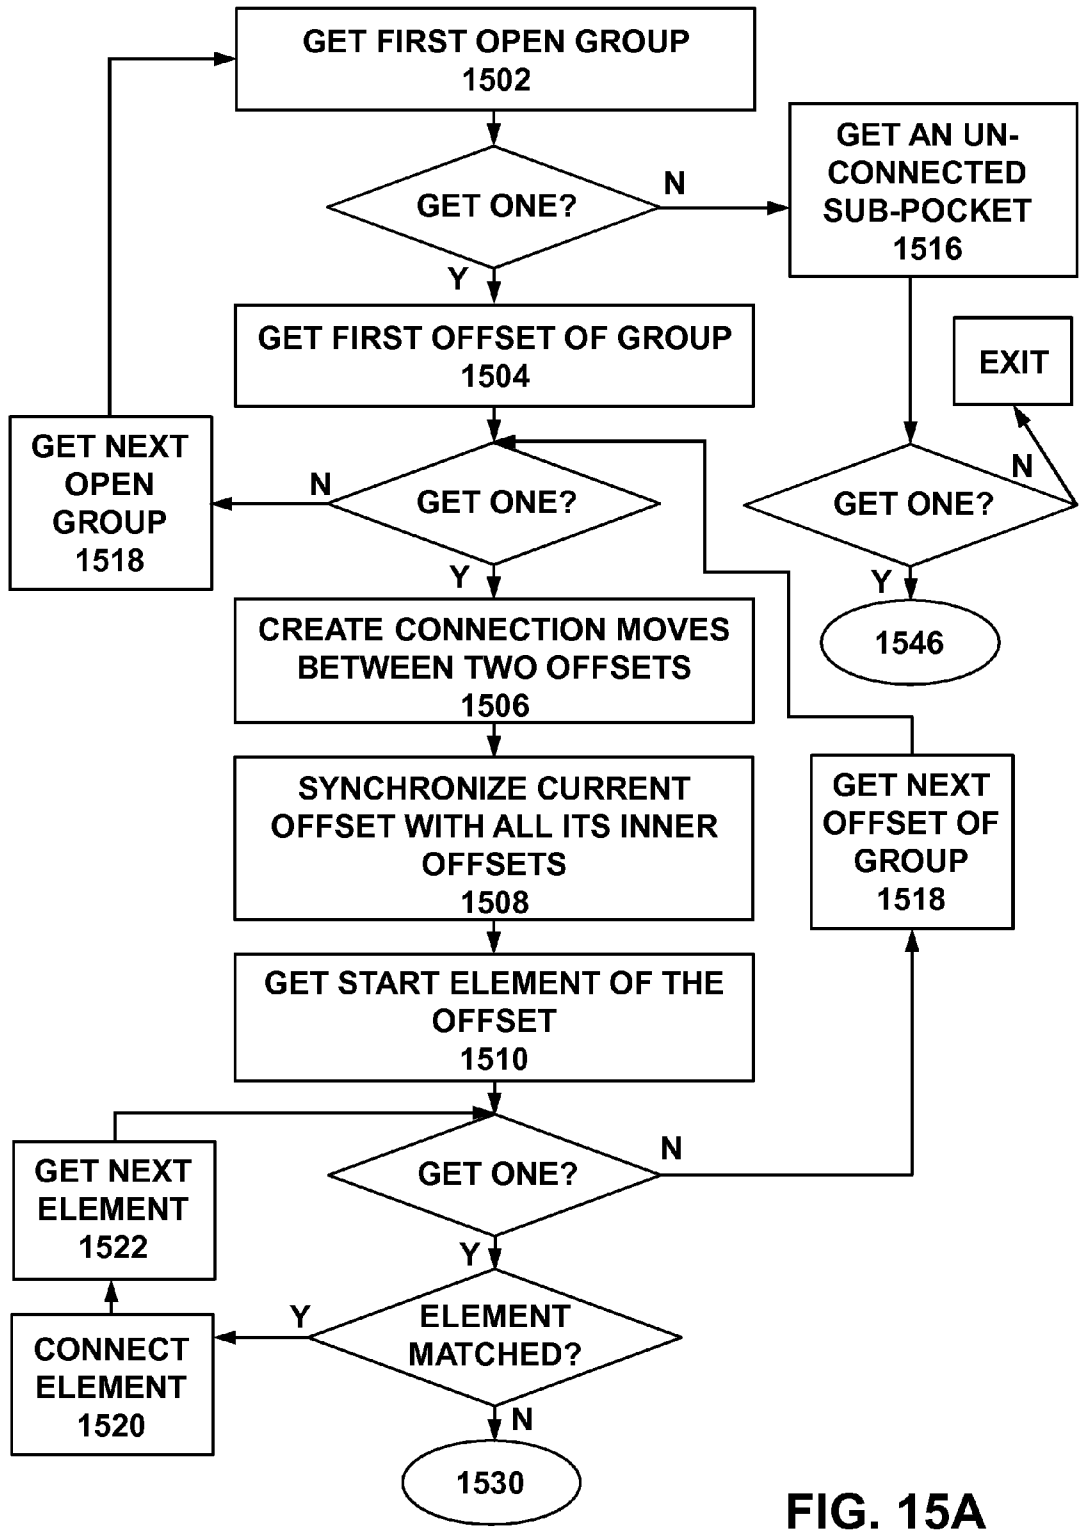 GET FIRST OPEN GROUP
1502
GET ONE?
N
Y
GET AN UN-
CONNECTED
SUB-POCKET
1516
GET FIRST OFFSET OF GROUP
1504
EXIT
GET NEXT
OPEN
GROUP
1518
N
GET ONE?
Y
GET ONE?
N
Y
1546
CREATE CONNECTION MOVES
BETWEEN TWO OFFSETS
1506
SYNCHRONIZE CURRENT
OFFSET WITH ALL ITS INNER
OFFSETS
1508
GET NEXT
OFFSET OF
GROUP
1518
GET START ELEMENT OF THE
OFFSET
1510
GET ONE?
N
Y
GET NEXT
ELEMENT
1522
ELEMENT
MATCHED?
Y
N
CONNECT
ELEMENT
1520
1530
FIG. 15A